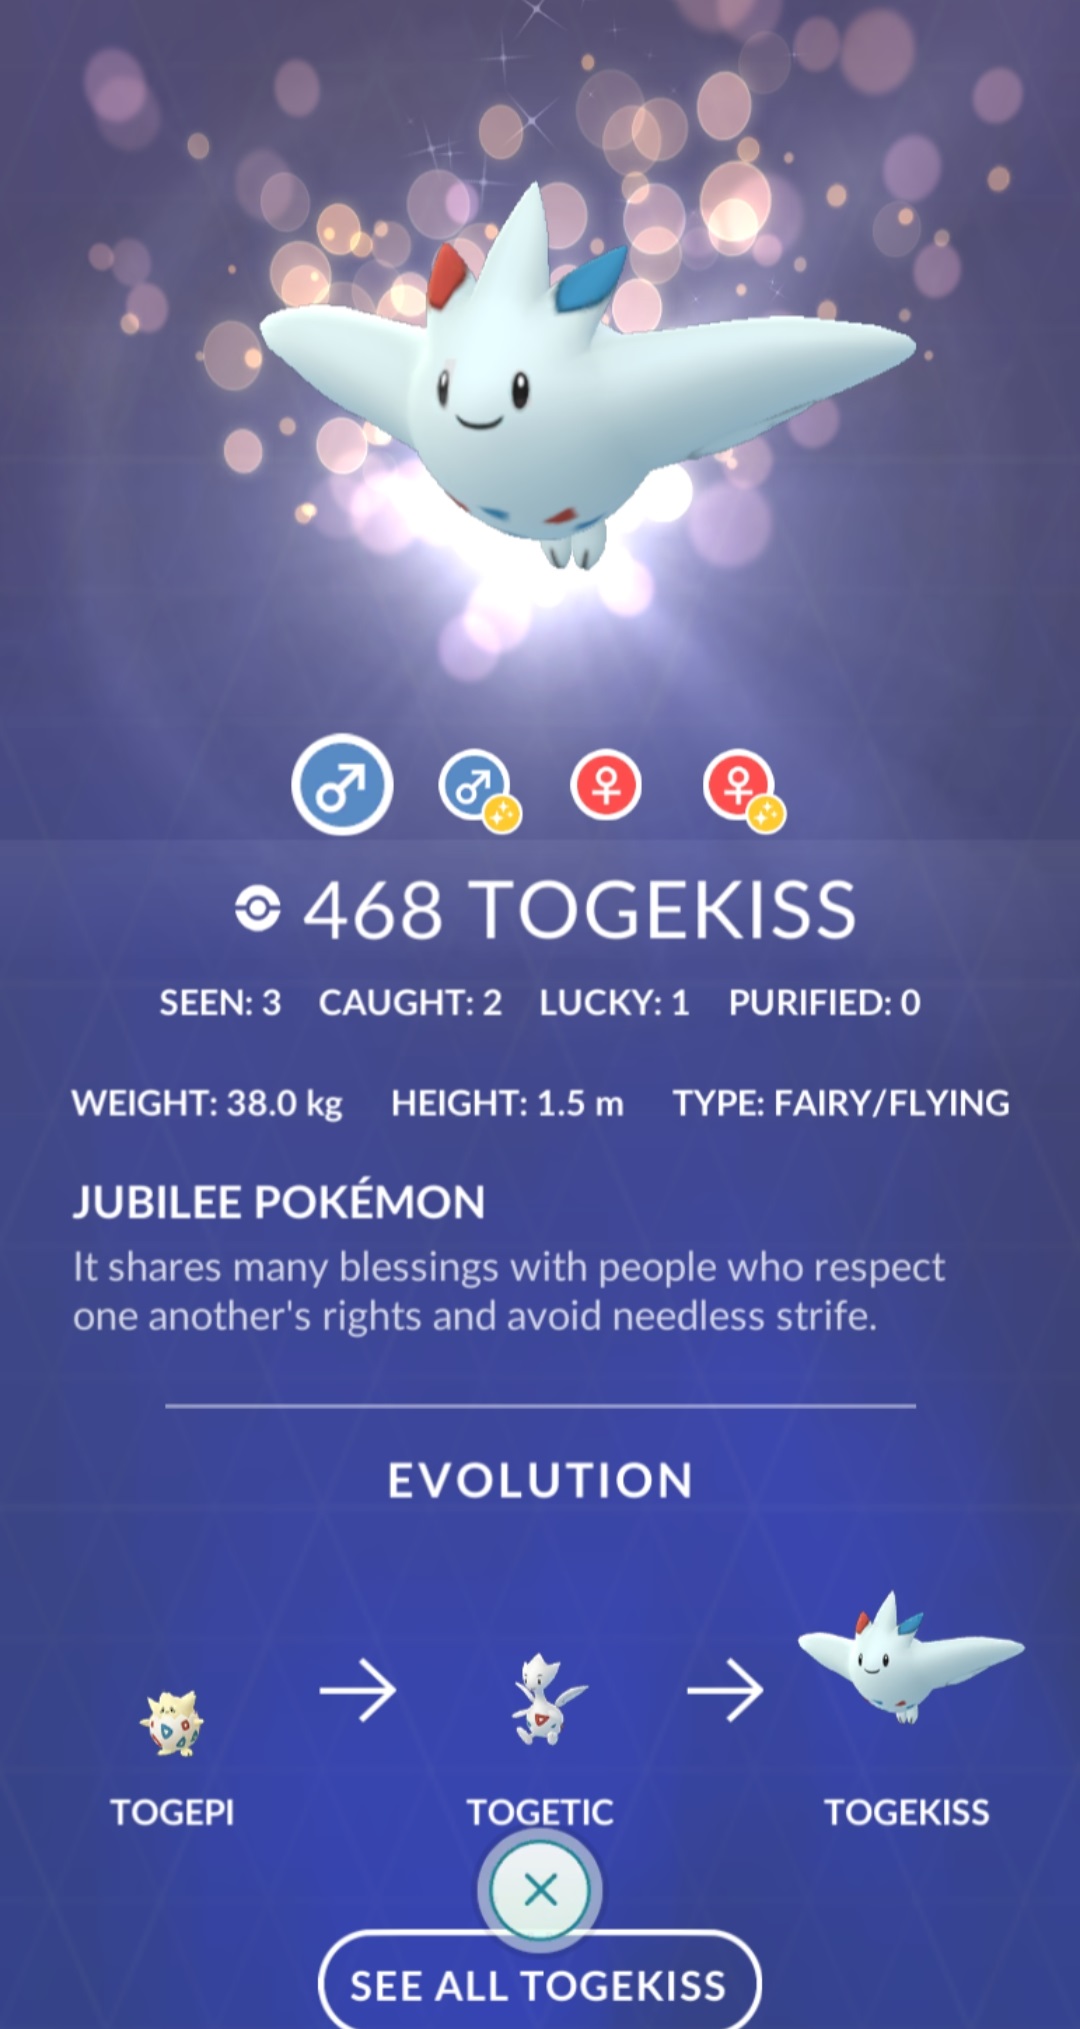 468 TOGEKISS
SEEN: 3 CAUGHT: 2 LUCKY: 1 PURIFIED: 0
WEIGHT: 38.0 kg HEIGHT: 1.5 m TYPE: FAIRY/FLYING
JUBILEE POKÉMON
It shares many blessings with people who respect
one another's rights and avoid needless strife.
EVOLUTION
TOGEPI TOGETIC TOGEKISS
SEE ALL TOGEKISS